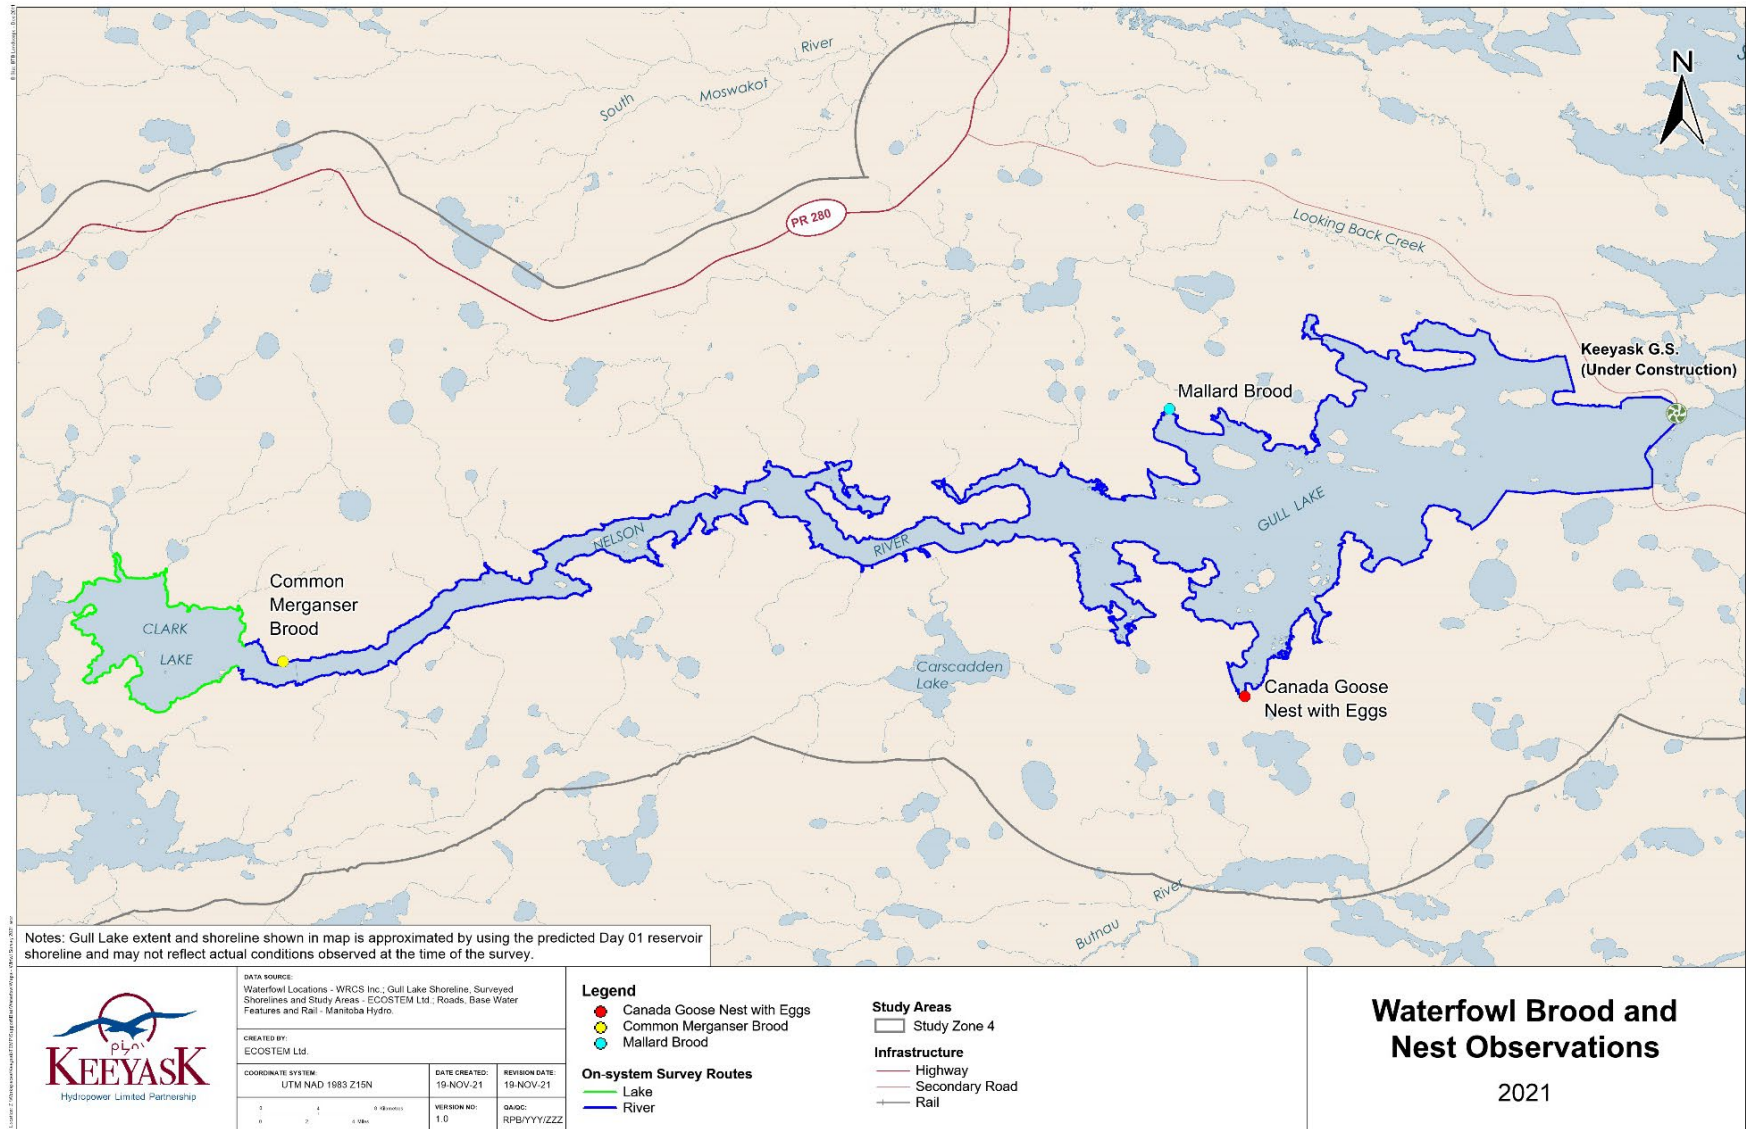 South
Moswakot
River
N
PR 280
Looking Back Creek
Keeyask G.S.
(Under Construction)
Mallard Brood
GULL LAKE
NELSON
RIVER
Common
Merganser
Brood
CLARK
LAKE
Carscadden
Lake
Canada Goose
Nest with Eggs
Butnau
River
Notes: Gull Lake extent and shoreline shown in map is approximated by using the predicted Day 01 reservoir
shoreline and may not reflect actual conditions observed at the time of the survey.
KEEYASK
Hydropower Limited Partnership
DATA SOURCE:
Waterfowl Locations - WRCS Inc.; Gull Lake Shoreline, Surveyed
Shorelines and Study Areas - ECOSTEM Ltd.; Roads, Base Water
Features and Rail - Manitoba Hydro.
CREATED BY:
ECOSTEM Ltd.
COORDINATE SYSTEM:
UTM NAD 1983 Z15N
DATE CREATED:
19-NOV-21
REVISION DATE:
19-NOV-21
0 4 8 Kilometres
0 2 4 Miles
VERSION NO:
1.0
QA/QC:
RPB/YYY/ZZZ
Legend
Canada Goose Nest with Eggs
Common Merganser Brood
Mallard Brood
On-system Survey Routes
Lake
River
Study Areas
Study Zone 4
Infrastructure
Highway
Secondary Road
Rail
Waterfowl Brood and
Nest Observations
2021